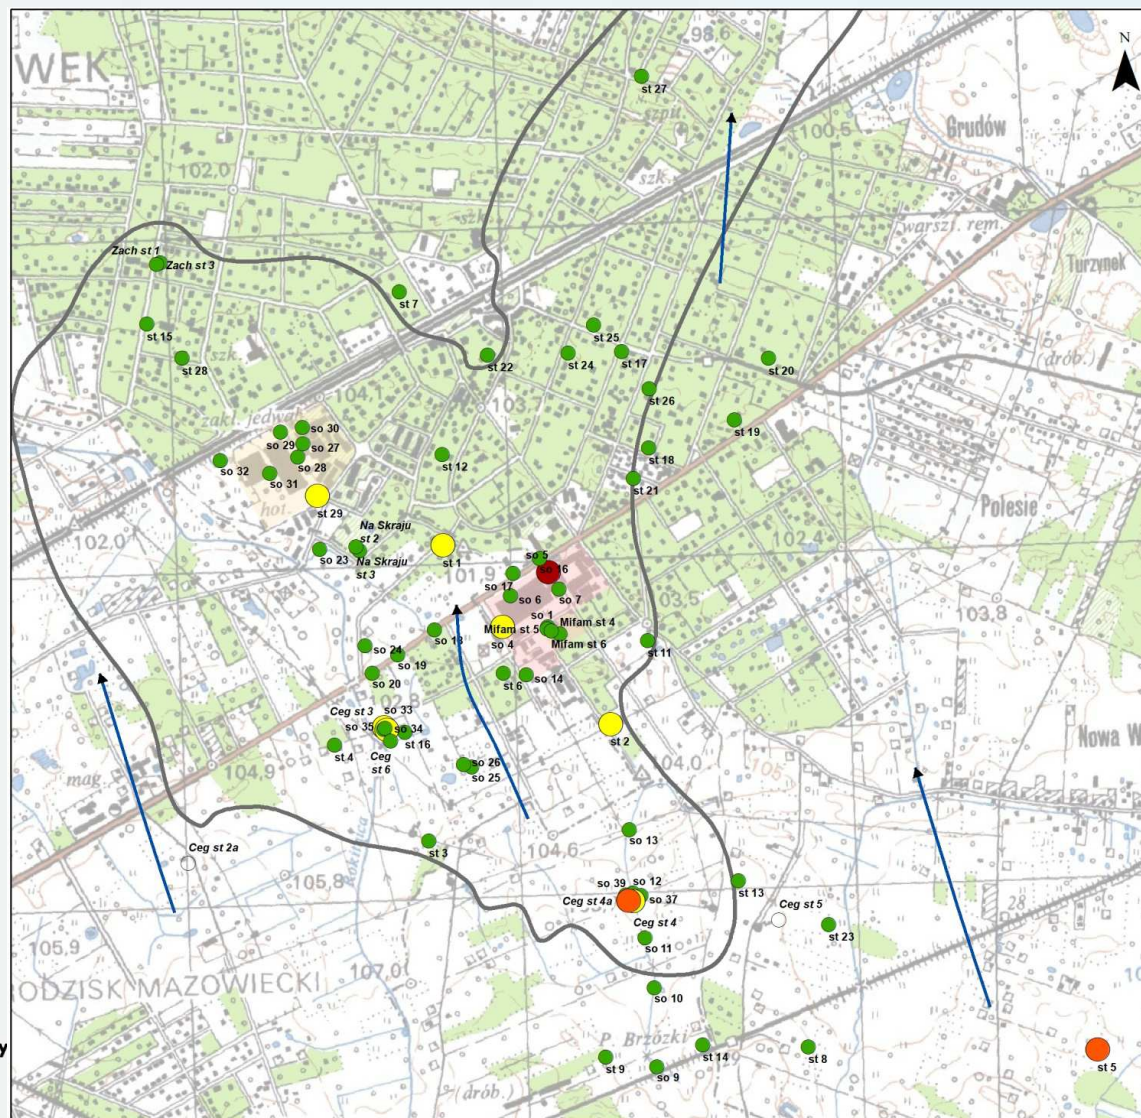 98,6
N
WEK
st 27
szpit.
100,5
Grudów
102,0
szk.
szk.
warszt. rem.
Zach st 1
Zach st 3
st
Turzynek
st 7
st 15
st 25
szk.
st 28
st 22
st 24
st 17
st 20
(drób.)
104,1
zakł. jedwab.
103,
st 26
so 30
st 19
so 29
so 27
st 12
st 18
so 32
so 28
so 31
st 21
hot.
st 29
Polesie
Na Skraju
st 2
102,0
so 23
Na Skraju
st 3
st 1
so 5
101,9
so 16
so 17
so 6
so 7
103,5
so 1
Mifam st 4
Mifam st 5
so 18
so 4
Mifam st 6
st 11
so 24
so 19
so 20
st 6
so 14
Ceg st 3
so 33
so 35
so 34
st 16
st 2
Nowa W
st 4
Ceg
st 6
104,0
105
mag.
104,9
so 26
so 25
Rokitnica
so 13
st 3
104,6
Ceg st 2a
105,8
so 39
so 12
st 13
Ceg st 4a
so 37
Ceg st 5
28
Ceg st 4
st 23
105,9
so 11
107,0
ODZISK MAZOWIECKI
so 10
y
P. Brzózki
st 14
st 8
st 9
so 9
st 5
(drób.)